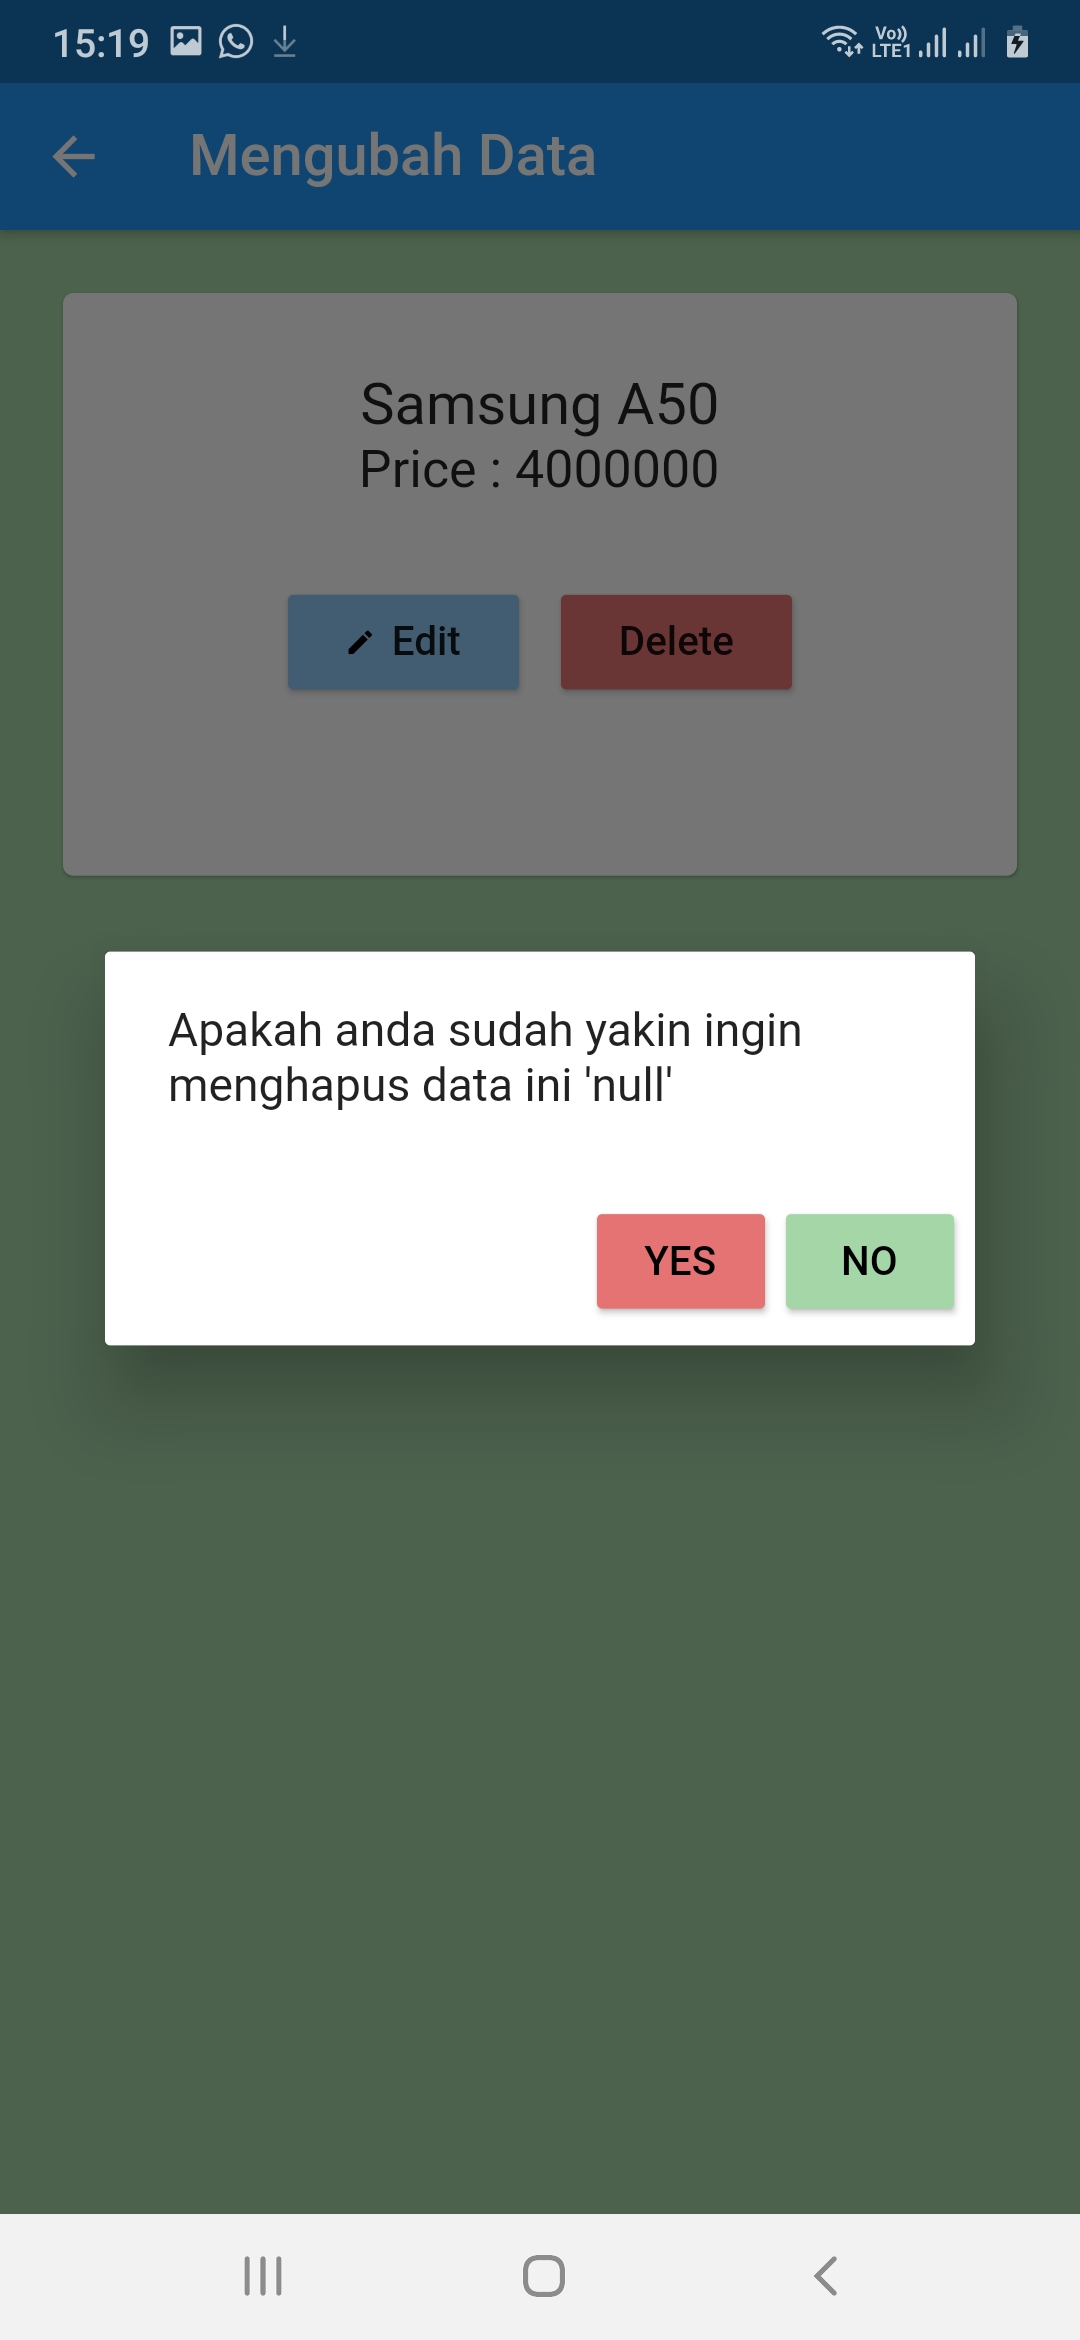 15:19
Vo))
LTE1
Mengubah Data
Samsung A50
Price : 4000000
Edit
Delete
Apakah anda sudah yakin ingin
menghapus data ini 'null'
YES
NO